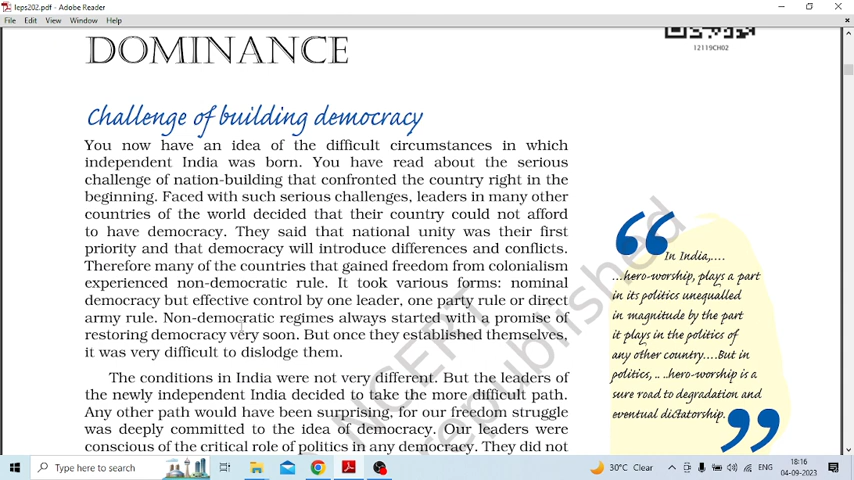 leps202.pdf - Adobe Reader
File Edit View Window Help
DOMINANCE
12119CH02
Challenge of building democracy
You now have an idea of the difficult circumstances in which
independent India was born. You have read about the serious
challenge of nation-building that confronted the country right in the
beginning. Faced with such serious challenges, leaders in many other
countries of the world decided that their country could not afford
to have democracy. They said that national unity was their first
priority and that democracy will introduce differences and conflicts.
Therefore many of the countries that gained freedom from colonialism
experienced non-democratic rule. It took various forms: nominal
democracy but effective control by one leader, one party rule or direct
army rule. Non-democratic regimes always started with a promise of
restoring democracy very soon. But once they established themselves,
it was very difficult to dislodge them.
The conditions in India were not very different. But the leaders of
the newly independent India decided to take the more difficult path.
Any other path would have been surprising, for our freedom struggle
was deeply committed to the idea of democracy. Our leaders were
conscious of the critical role of politics in any democracy. They did not
“
In India,....
...hero-worship, plays a part
in its politics unequalled
in magnitude by the part
it plays in the politics of
any other country....But in
politics, .. ..hero-worship is a
sure road to degradation and
eventual dictatorship.
”
NCERT
republished
Type here to search
30°C Clear
ENG
18:16
04-09-2023